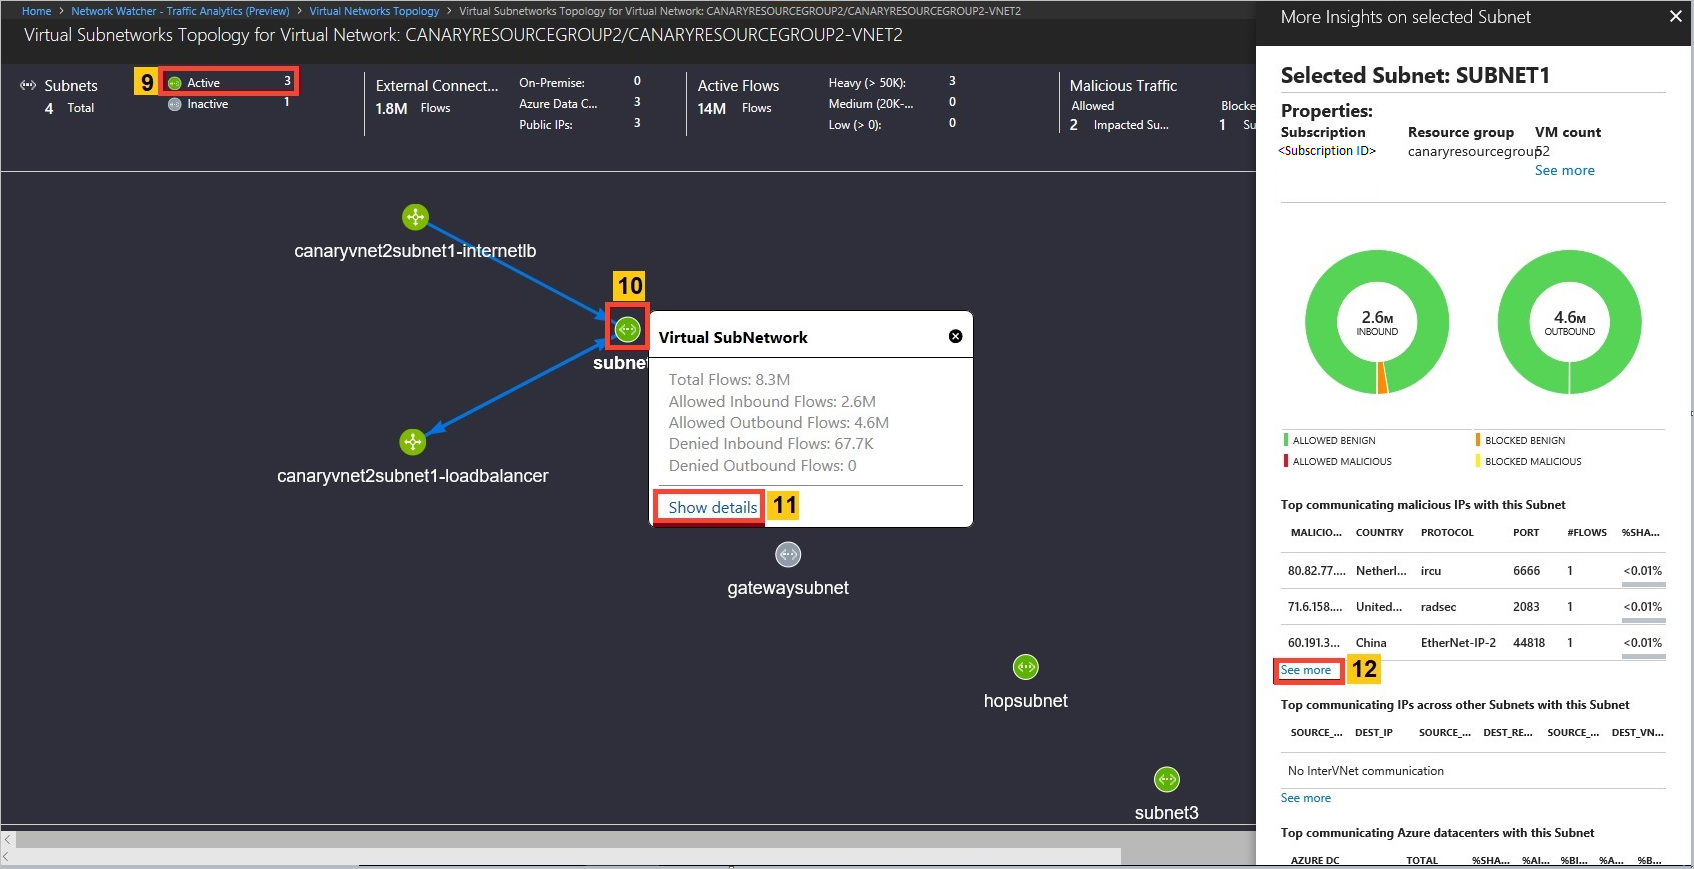 Home > Network Watcher - Traffic Analytics (Preview) > Virtual Networks Topology > Virtual Subnetworks Topology for Virtual Network: CANARYRESOURCEGROUP2/CANARYRESOURCEGROUP2-VNET2
Virtual Subnetworks Topology for Virtual Network: CANARYRESOURCEGROUP2/CANARYRESOURCEGROUP2-VNET2
Subnets
4 Total
9
Active 3
Inactive 1
External Connect...
1.8M Flows
On-Premise: 0
Azure Data C... 3
Public IPs: 3
Active Flows
14M Flows
Heavy (> 50K): 3
Medium (20K-... 0
Low (> 0): 0
Malicious Traffic
Allowed Blocke
2 Impacted Su... 1 Su
canaryvnet2subnet1-internetlb
10
subnet
canaryvnet2subnet1-loadbalancer
Virtual SubNetwork
Total Flows: 8.3M
Allowed Inbound Flows: 2.6M
Allowed Outbound Flows: 4.6M
Denied Inbound Flows: 67.7K
Denied Outbound Flows: 0
Show details 11
gatewaysubnet
hopsubnet
subnet3
More Insights on selected Subnet
Selected Subnet: SUBNET1
Properties:
Subscription Resource group VM count
<Subscription ID> canaryresourcegroup 52
See more
2.6M
INBOUND
4.6M
OUTBOUND
ALLOWED BENIGN BLOCKED BENIGN
ALLOWED MALICIOUS BLOCKED MALICIOUS
Top communicating malicious IPs with this Subnet
MALICIO... COUNTRY PROTOCOL PORT #FLOWS %SHA...
80.82.77.... Netherl... ircu 6666 1 <0.01%
71.6.158.... United... radsec 2083 1 <0.01%
60.191.3... China EtherNet-IP-2 44818 1 <0.01%
See more 12
Top communicating IPs across other Subnets with this Subnet
SOURCE_... DEST_IP SOURCE_... DEST_RE... SOURCE_... DEST_VN...
No InterVNet communication
See more
Top communicating Azure datacenters with this Subnet
AZURE DC TOTAL %SHA... %AI... %BI... %A... %B...